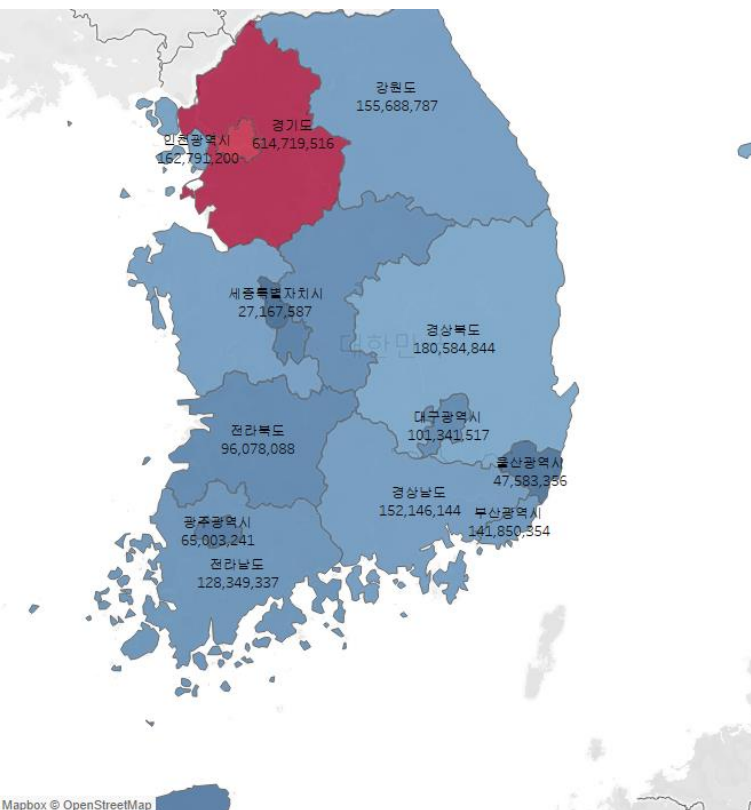 강원도
155,688,787
인천광역시
162,791,200
경기도
614,719,516
세종특별자치시
27,167,587
대한민
경상북도
180,584,844
대구광역시
101,341,517
전라북도
96,078,088
울산광역시
47,583,356
경상남도
152,146,144
부산광역시
141,850,354
광주광역시
65,003,241
전라남도
128,349,337
Mapbox © OpenStreetMap